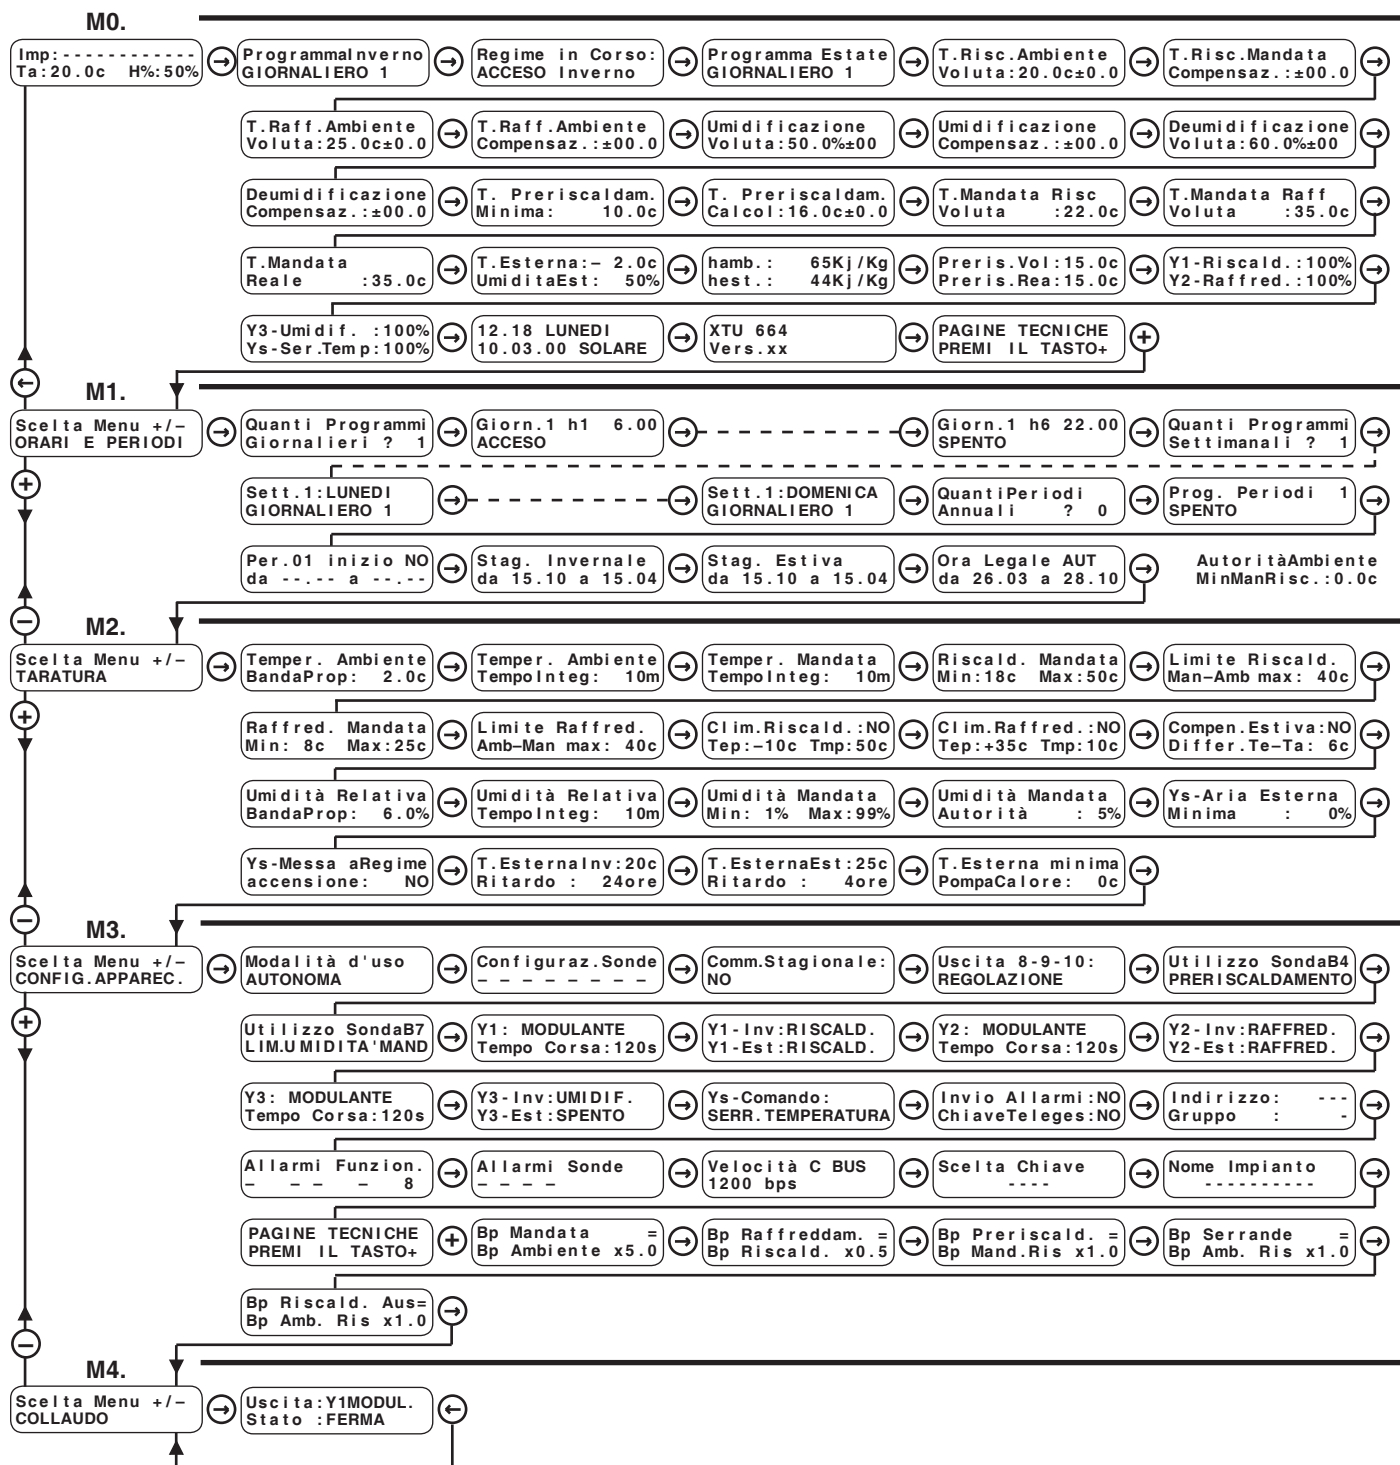 M0.
Imp:------------
Ta:20.0c H%:50%
ProgrammaInverno
GIORNALIERO 1
Regime in Corso:
ACCESO Inverno
Programma Estate
GIORNALIERO 1
T.Risc.Ambiente
Voluta:20.0c±0.0
T.Risc.Mandata
Compensaz.:±00.0
T.Raff.Ambiente
Voluta:25.0c±0.0
T.Raff.Ambiente
Compensaz.:±00.0
Umidificazione
Voluta:50.0%±00
Umidificazione
Compensaz.:±00.0
Deumidificazione
Voluta:60.0%±00
Deumidificazione
Compensaz.:±00.0
T. Preriscaldam.
Minima: 10.0c
T. Preriscaldam.
Calcol:16.0c±0.0
T.Mandata Risc
Voluta :22.0c
T.Mandata Raff
Voluta :35.0c
T.Mandata
Reale :35.0c
T.Esterna:– 2.0c
UmiditaEst: 50%
hamb.: 65Kj/Kg
hest.: 44Kj/Kg
Preris.Vol:15.0c
Preris.Rea:15.0c
Y1-Riscald.:100%
Y2-Raffred.:100%
Y3-Umidif. :100%
Ys-Ser.Temp:100%
12.18 LUNEDI
10.03.00 SOLARE
XTU 664
Vers.xx
PAGINE TECNICHE
PREMI IL TASTO+
M1.
Scelta Menu +/–
ORARI E PERIODI
Quanti Programmi
Giornalieri ? 1
Giorn.1 h1 6.00
ACCESO
Giorn.1 h6 22.00
SPENTO
Quanti Programmi
Settimanali ? 1
Sett.1:LUNEDI
GIORNALIERO 1
Sett.1:DOMENICA
GIORNALIERO 1
QuantiPeriodi
Annuali ? 0
Prog. Periodi 1
SPENTO
Per.01 inizio NO
da --.-- a --.--
Stag. Invernale
da 15.10 a 15.04
Stag. Estiva
da 15.10 a 15.04
Ora Legale AUT
da 26.03 a 28.10
AutoritàAmbiente
MinManRisc.:0.0c
M2.
Scelta Menu +/–
TARATURA
Temper. Ambiente
BandaProp: 2.0c
Temper. Ambiente
TempoInteg: 10m
Temper. Mandata
TempoInteg: 10m
Riscald. Mandata
Min:18c Max:50c
Limite Riscald.
Man–Amb max: 40c
Raffred. Mandata
Min: 8c Max:25c
Limite Raffred.
Amb–Man max: 40c
Clim.Riscald.:NO
Tep:–10c Tmp:50c
Clim.Raffred.:NO
Tep:+35c Tmp:10c
Compen.Estiva:NO
Differ.Te–Ta: 6c
Umidità Relativa
BandaProp: 6.0%
Umidità Relativa
TempoInteg: 10m
Umidità Mandata
Min: 1% Max:99%
Umidità Mandata
Autorità : 5%
Ys-Aria Esterna
Minima : 0%
Ys-Messa aRegime
accensione: NO
T.EsternaInv:20c
Ritardo : 24ore
T.EsternaEst:25c
Ritardo : 4ore
T.Esterna minima
PompaCalore: 0c
M3.
Scelta Menu +/–
CONFIG.APPAREC.
Modalità d'uso
AUTONOMA
Configuraz.Sonde
– – – – – – – –
Comm.Stagionale:
NO
Uscita 8-9-10:
REGOLAZIONE
Utilizzo SondaB4
PRERISCALDAMENTO
Utilizzo SondaB7
LIM.UMIDITA'MAND
Y1: MODULANTE
Tempo Corsa:120s
Y1-Inv:RISCALD.
Y1-Est:RISCALD.
Y2: MODULANTE
Tempo Corsa:120s
Y2-Inv:RAFFRED.
Y2-Est:RAFFRED.
Y3: MODULANTE
Tempo Corsa:120s
Y3-Inv:UMIDIF.
Y3-Est:SPENTO
Ys-Comando:
SERR.TEMPERATURA
Invio Allarmi:NO
ChiaveTeleges:NO
Indirizzo: ---
Gruppo : -
Allarmi Funzion.
– – – – 8
Allarmi Sonde
– – – –
Velocità C BUS
1200 bps
Scelta Chiave
----
Nome Impianto
----------
PAGINE TECNICHE
PREMI IL TASTO+
Bp Mandata =
Bp Ambiente x5.0
Bp Raffreddam. =
Bp Riscald. x0.5
Bp Preriscald. =
Bp Mand.Ris x1.0
Bp Serrande =
Bp Amb. Ris x1.0
Bp Riscald. Aus=
Bp Amb. Ris x1.0
M4.
Scelta Menu +/–
COLLAUDO
Uscita:Y1MODUL.
Stato :FERMA